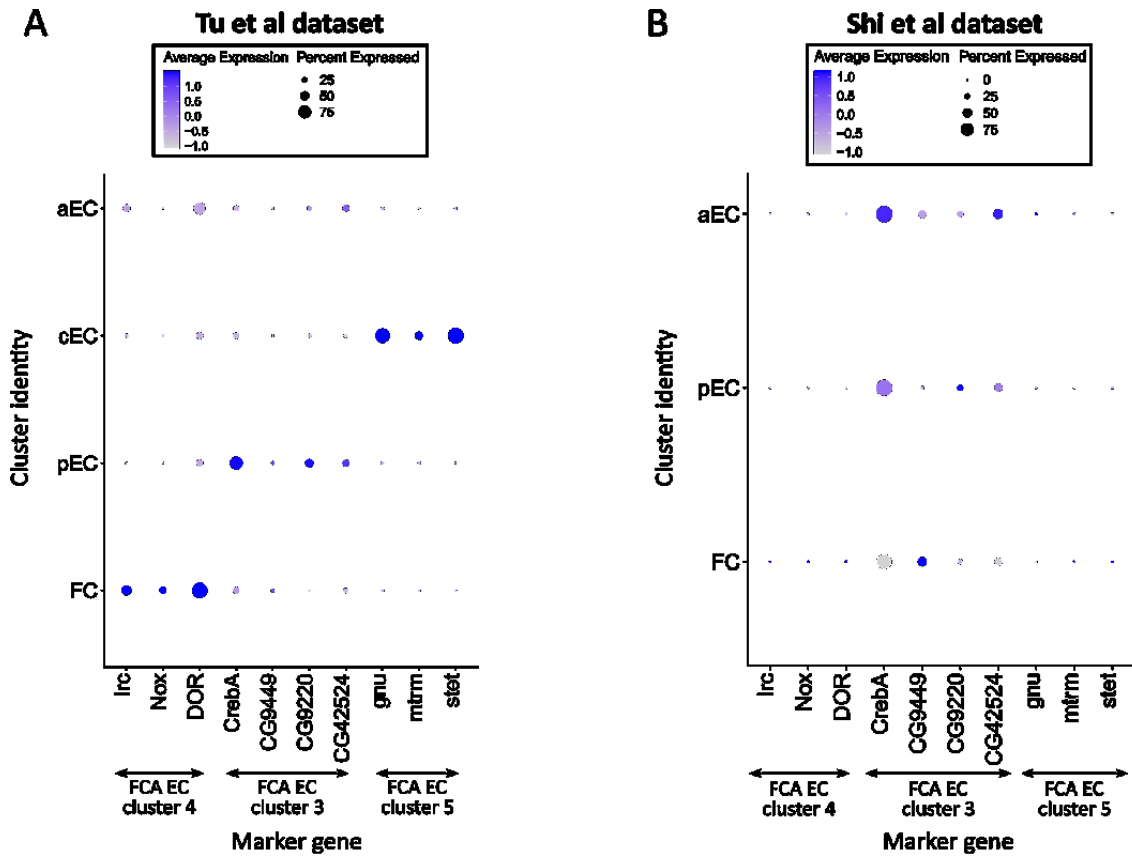 A
Tu et al dataset
Average Expression
1.0
0.5
0.0
−0.5
−1.0
Percent Expressed
25
50
75
Cluster identity
aEC
cEC
pEC
FC
Irc
Nox
DOR
CrebA
CG9449
CG9220
CG42524
gnu
mtrm
stet
FCA EC
cluster 4
FCA EC
cluster 3
FCA EC
cluster 5
Marker gene
B
Shi et al dataset
Average Expression
1.0
0.5
0.0
−0.5
−1.0
Percent Expressed
0
25
50
75
Cluster identity
aEC
pEC
FC
Irc
Nox
DOR
CrebA
CG9449
CG9220
CG42524
gnu
mtrm
stet
FCA EC
cluster 4
FCA EC
cluster 3
FCA EC
cluster 5
Marker gene